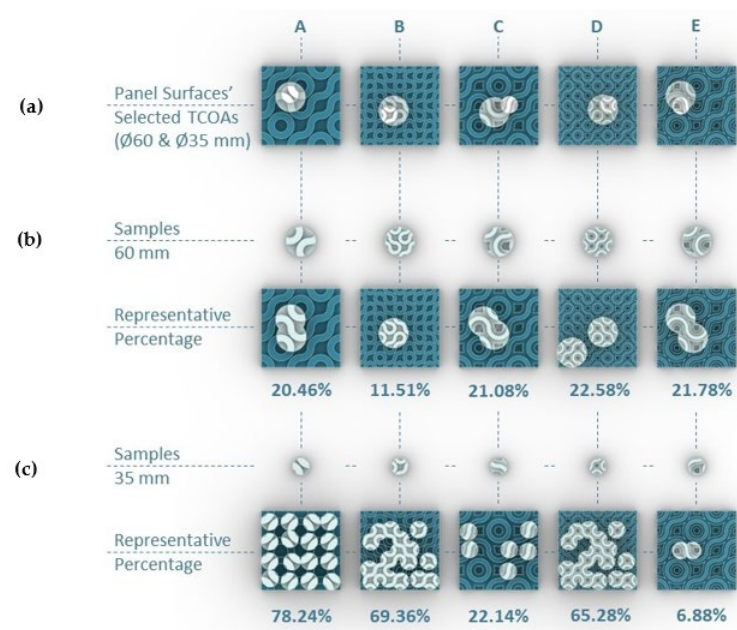 A B C D E
(a)
Panel Surfaces'
Selected TCOAs
(Ø60 & Ø35 mm)
(b)
Samples
60 mm
Representative
Percentage
20.46% 11.51% 21.08% 22.58% 21.78%
(c)
Samples
35 mm
Representative
Percentage
78.24% 69.36% 22.14% 65.28% 6.88%